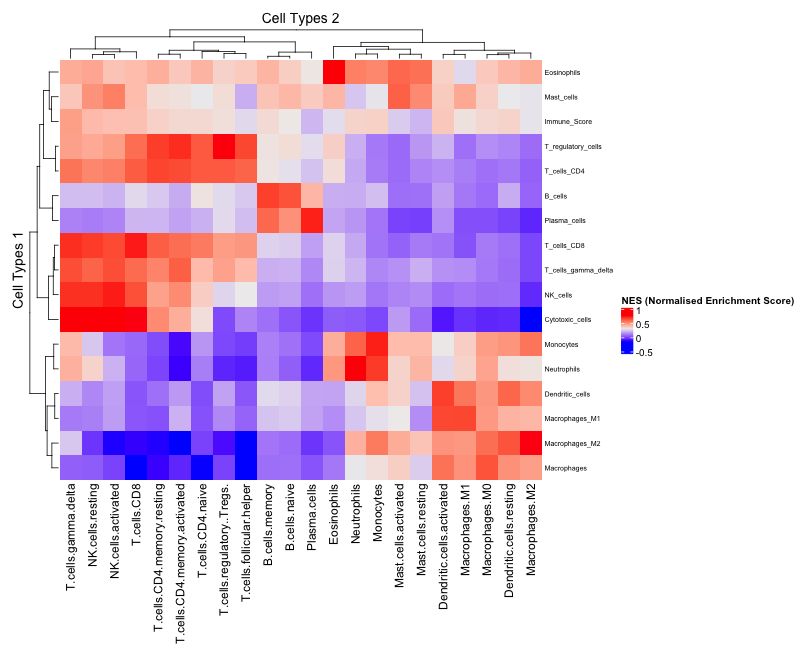 Cell Types 2
Cell Types 1
Eosinophils
Mast_cells
Immune_Score
T_regulatory_cells
T_cells_CD4
B_cells
Plasma_cells
T_cells_CD8
T_cells_gamma_delta
NK_cells
Cytotoxic_cells
Monocytes
Neutrophils
Dendritic_cells
Macrophages_M1
Macrophages_M2
Macrophages
NES (Normalised Enrichment Score)
1
0.5
0
-0.5
T.cells.gamma.delta
NK.cells.resting
NK.cells.activated
T.cells.CD8
T.cells.CD4.memory.resting
T.cells.CD4.memory.activated
T.cells.CD4.naive
T.cells.regulatory..Tregs.
T.cells.follicular.helper
B.cells.memory
B.cells.naive
Plasma.cells
Eosinophils
Neutrophils
Monocytes
Mast.cells.activated
Mast.cells.resting
Dendritic.cells.activated
Macrophages.M1
Macrophages.M0
Dendritic.cells.resting
Macrophages.M2